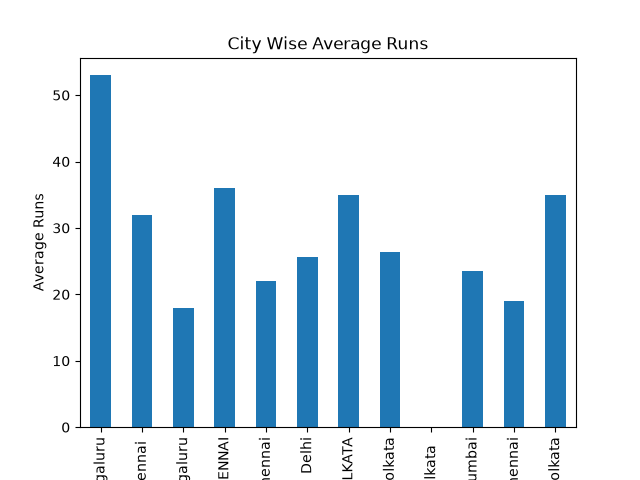 City Wise Average Runs
Average Runs
50
40
30
20
10
0
galuru
ennai
galuru
ENNAI
hennai
Delhi
LKATA
olkata
lkata
umbai
hennai
olkata